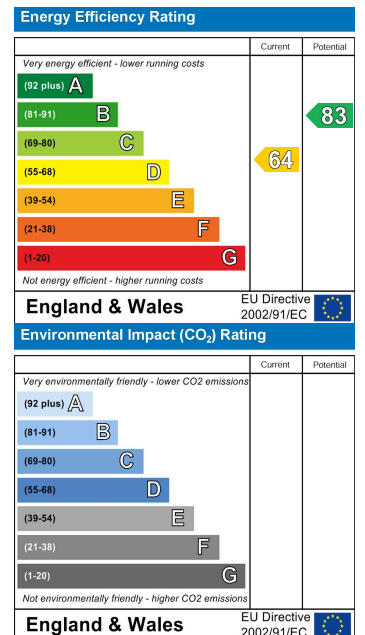 Energy Efficiency Rating
Current Potential
Very energy efficient - lower running costs
(92 plus) A
(81-91) B
83
(69-80) C
64
(55-68) D
(39-54) E
(21-38) F
(1-20) G
Not energy efficient - higher running costs
England & Wales
EU Directive
2002/91/EC
Environmental Impact (CO₂) Rating
Current Potential
Very environmentally friendly - lower CO2 emissions
(92 plus) A
(81-91) B
(69-80) C
(55-68) D
(39-54) E
(21-38) F
(1-20) G
Not environmentally friendly - higher CO2 emissions
England & Wales
EU Directive
2002/91/EC